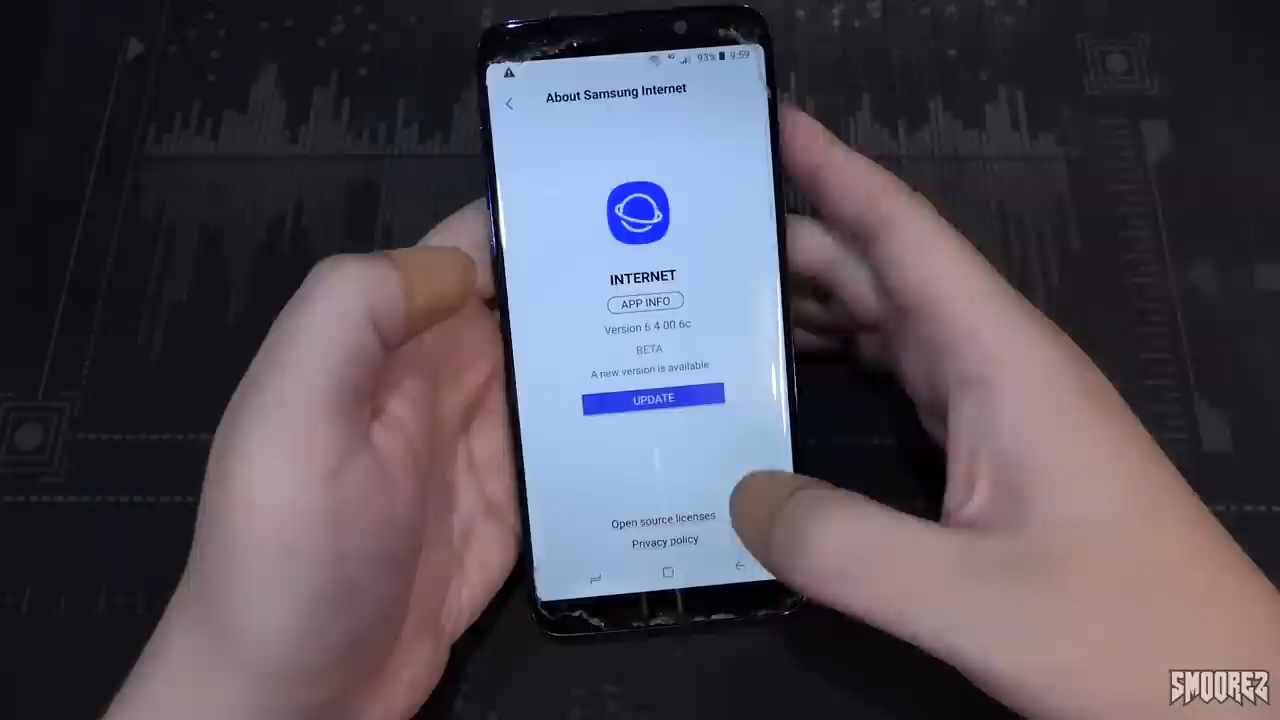 4G 93% 9:59
About Samsung Internet
INTERNET
APP INFO
Version 6 4 00 6c
BETA
A new version is available
UPDATE
Open source licenses
Privacy policy
SMOOREZ